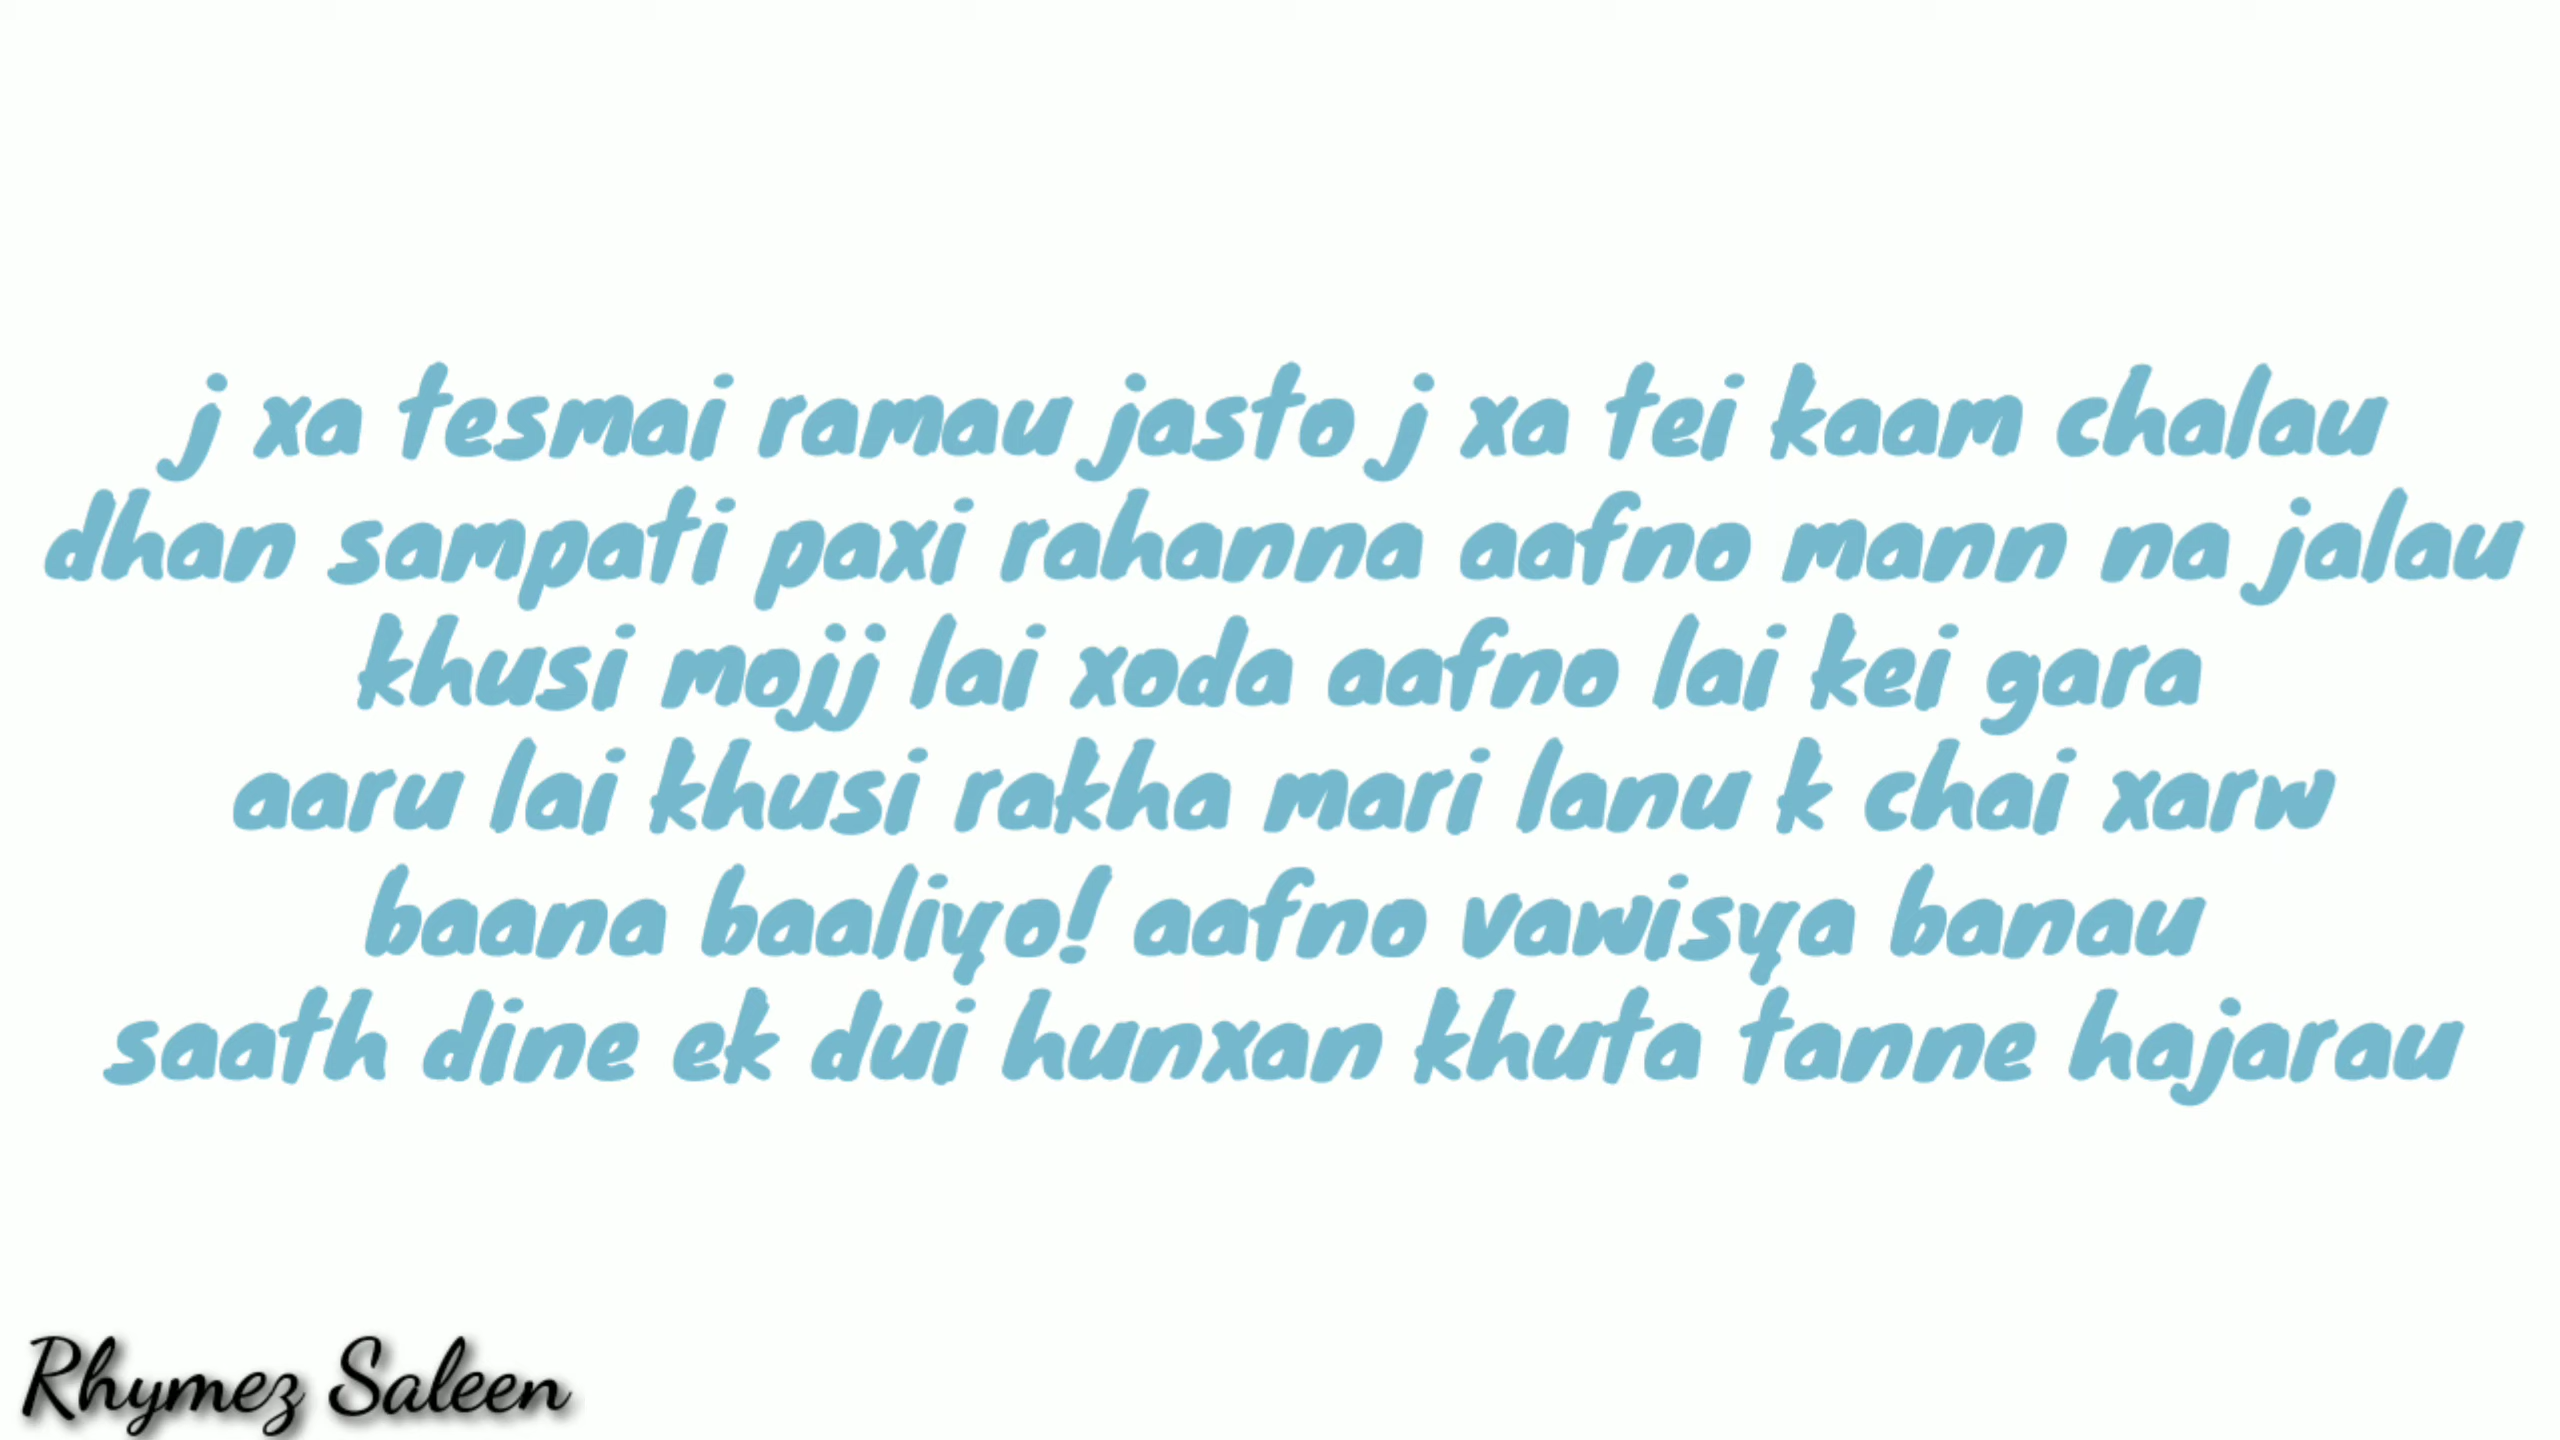 j xa tesmai ramau jasto j xa tei kaam chalau
dhan sampati paxi rahanna aafno mann na jalau
khusi mojj lai xoda aafno lai kei gara
aaru lai khusi rakha mari lanu k chai xarw
baana baaliyo! aafno vawisya banau
saath dine ek dui hunxan khuta tanne hajarau
Rhymez Saleen